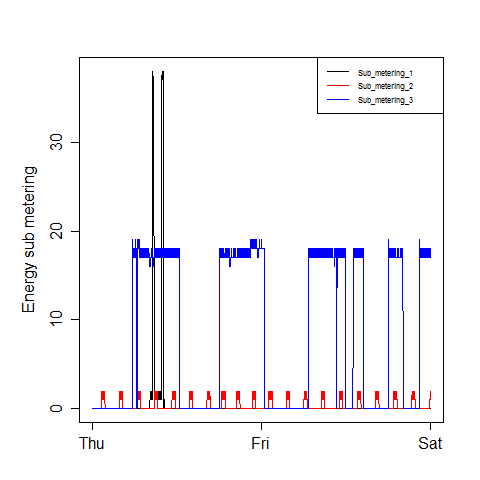 Sub_metering_1
Sub_metering_2
Sub_metering_3
Energy sub metering
30
20
10
0
Thu Fri Sat